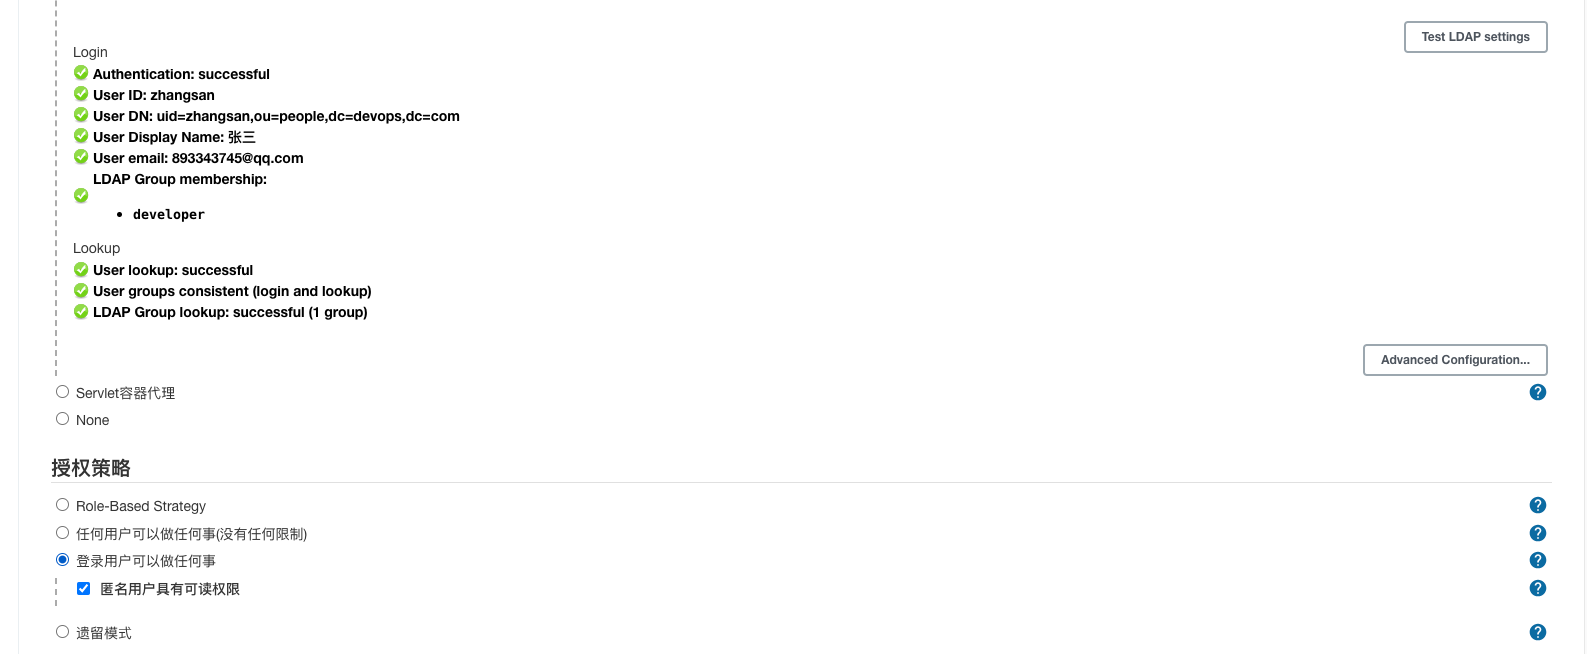 Test LDAP settings
Login
Authentication: successful
User ID: zhangsan
User DN: uid=zhangsan,ou=people,dc=devops,dc=com
User Display Name: 张三
User email: 893343745@qq.com
LDAP Group membership:
developer
Lookup
User lookup: successful
User groups consistent (login and lookup)
LDAP Group lookup: successful (1 group)
Advanced Configuration...
Servlet容器代理
None
授权策略
Role-Based Strategy
任何用户可以做任何事(没有任何限制)
登录用户可以做任何事
匿名用户具有可读权限
遗留模式